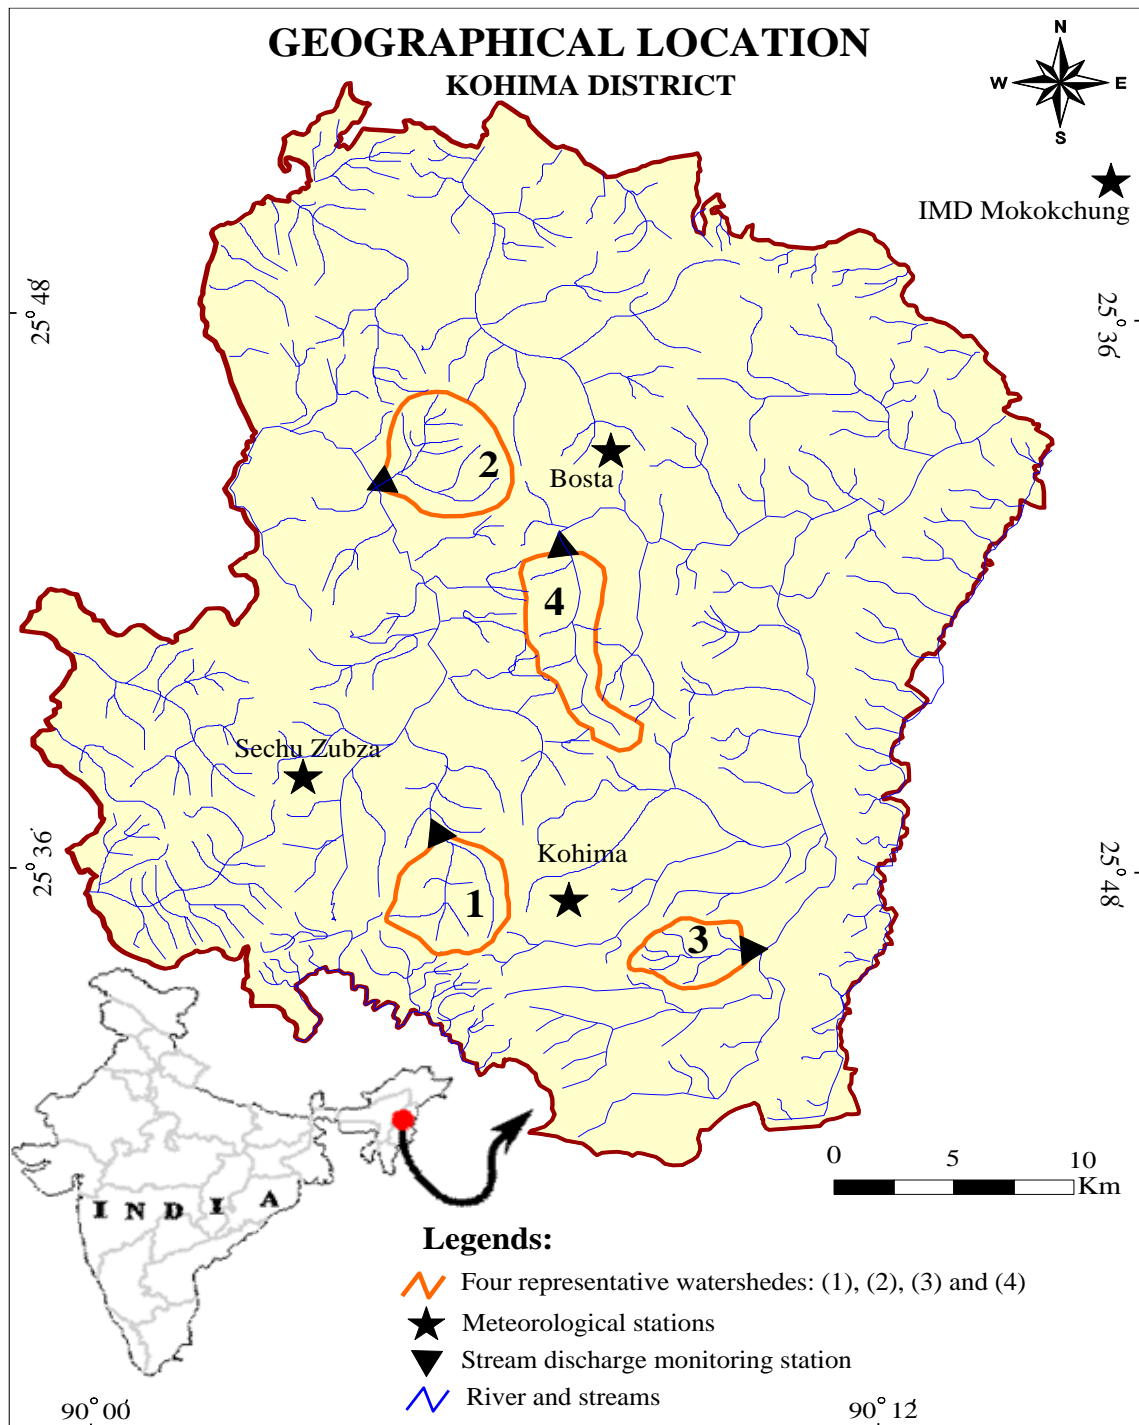 GEOGRAPHICAL LOCATION
KOHIMA DISTRICT
N
W E
S
IMD Mokokchung
25° 48'
25° 36'
2
Bosta
4
Sechu Zubza
Kohima
25° 36'
25° 48'
1
3
INDIA
0 5 10
Km
Legends:
Four representative watershedes: (1), (2), (3) and (4)
Meteorological stations
Stream discharge monitoring station
River and streams
90° 00'
90° 12'